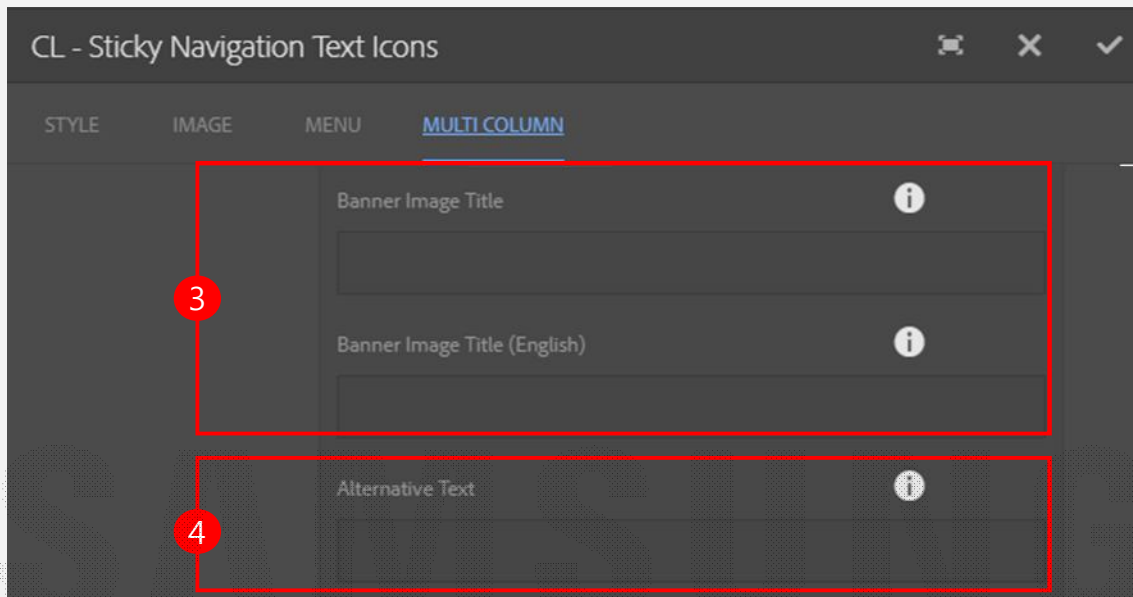 CL - Sticky Navigation Text Icons
STYLE IMAGE MENU MULTI COLUMN
Banner Image Title
3
Banner Image Title (English)
Alternative Text
4
SAMSUNG